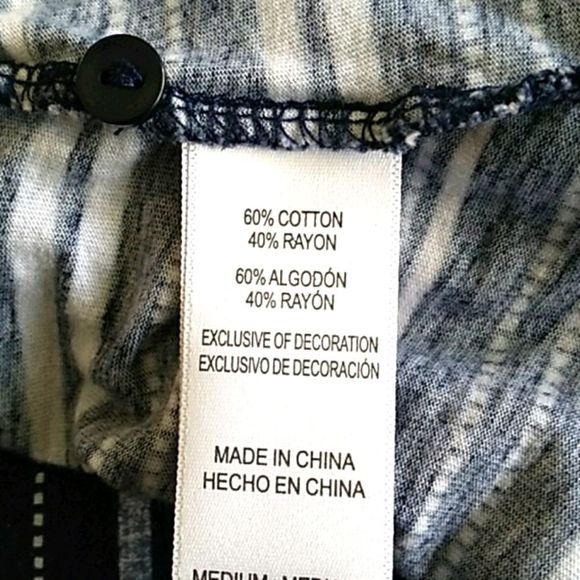 60% COTTON
40% RAYON
60% ALGODÓN
40% RAYÓN
EXCLUSIVE OF DECORATION
EXCLUSIVO DE DECORACIÓN
MADE IN CHINA
HECHO EN CHINA
MEDIUM